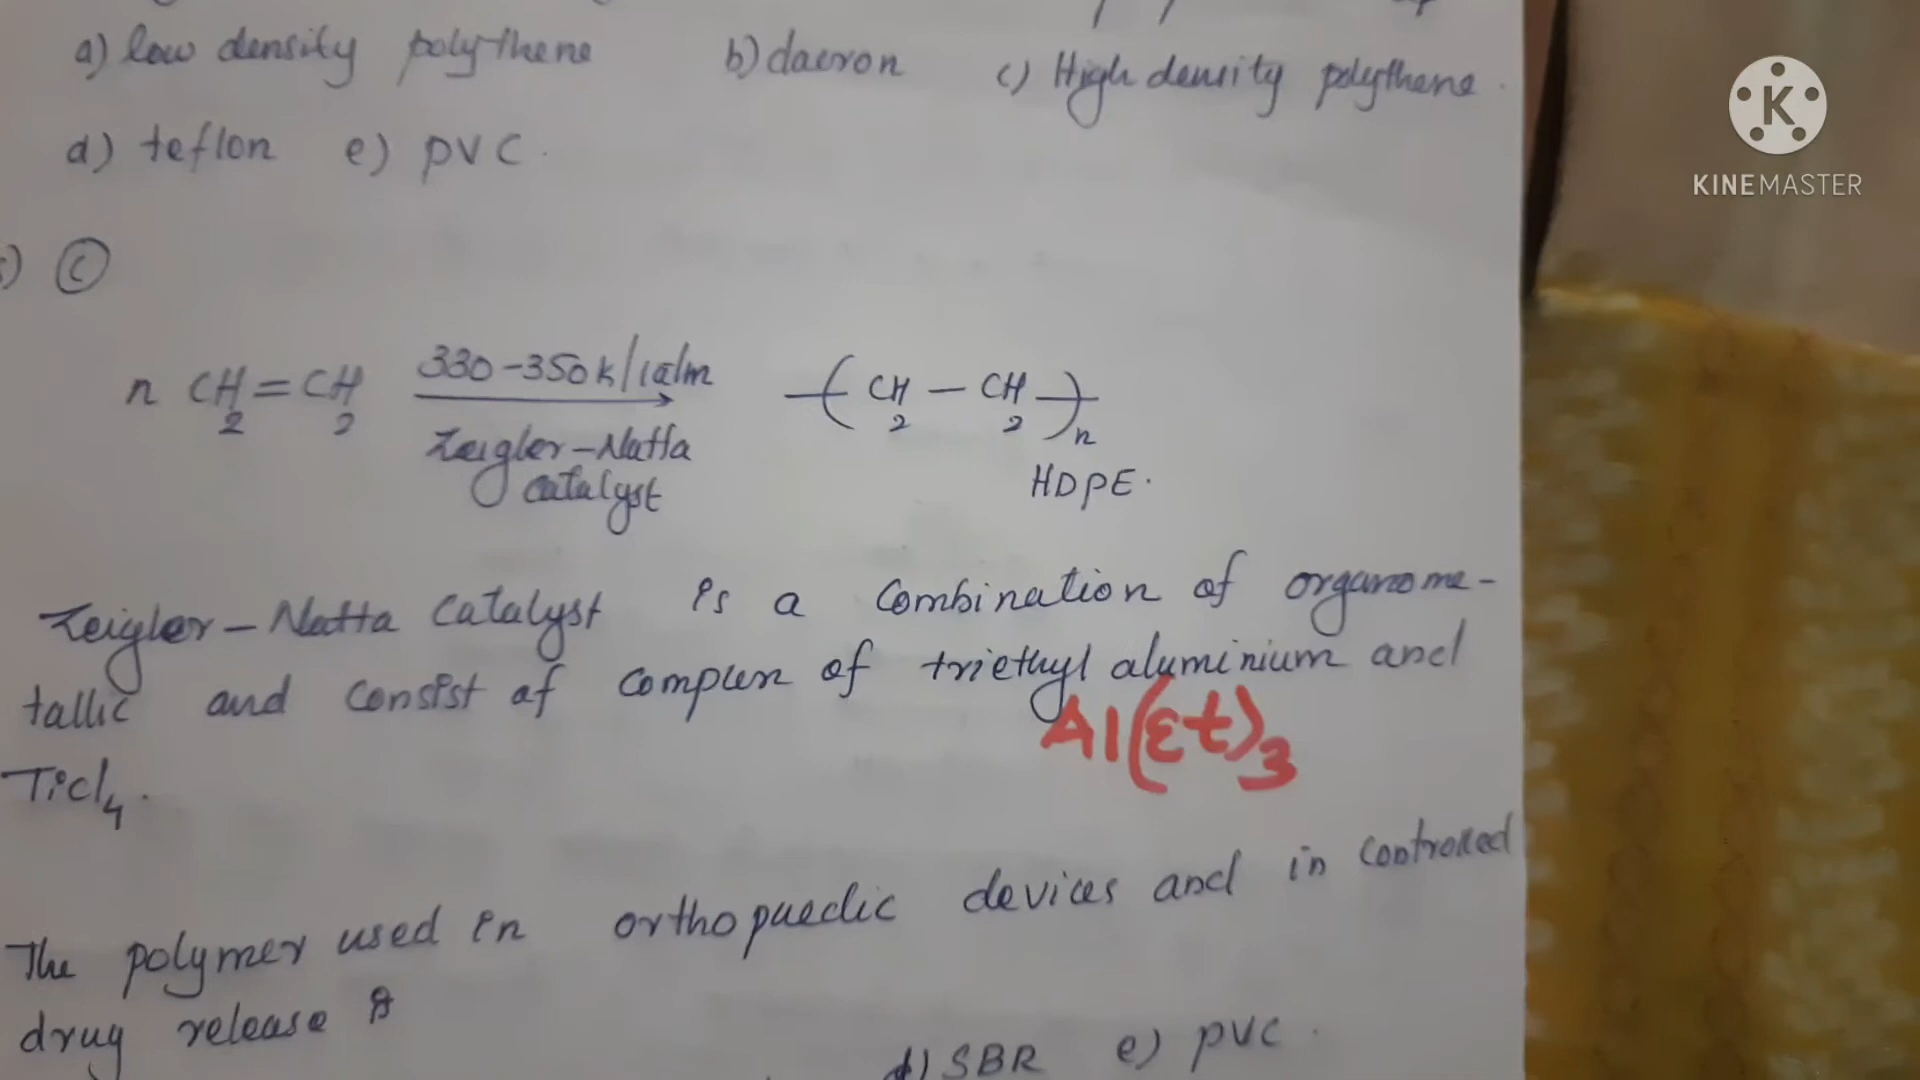 a) low density polythene b) dacron c) High density polythene.
d) teflon e) PVC.
C
n CH2=CH2 330-350k/1atm -(CH2-CH2)-n
Zeigler-Natta
catalyst
HDPE.
Zeigler-Natta catalyst is a combination of organome-
tallic and consist of complex of triethyl aluminium and
Al(Et)3
Ticl4.
The polymer used in orthopaedic devices and in controlled
drug release is
d) SBR e) PVC.
KINEMASTER